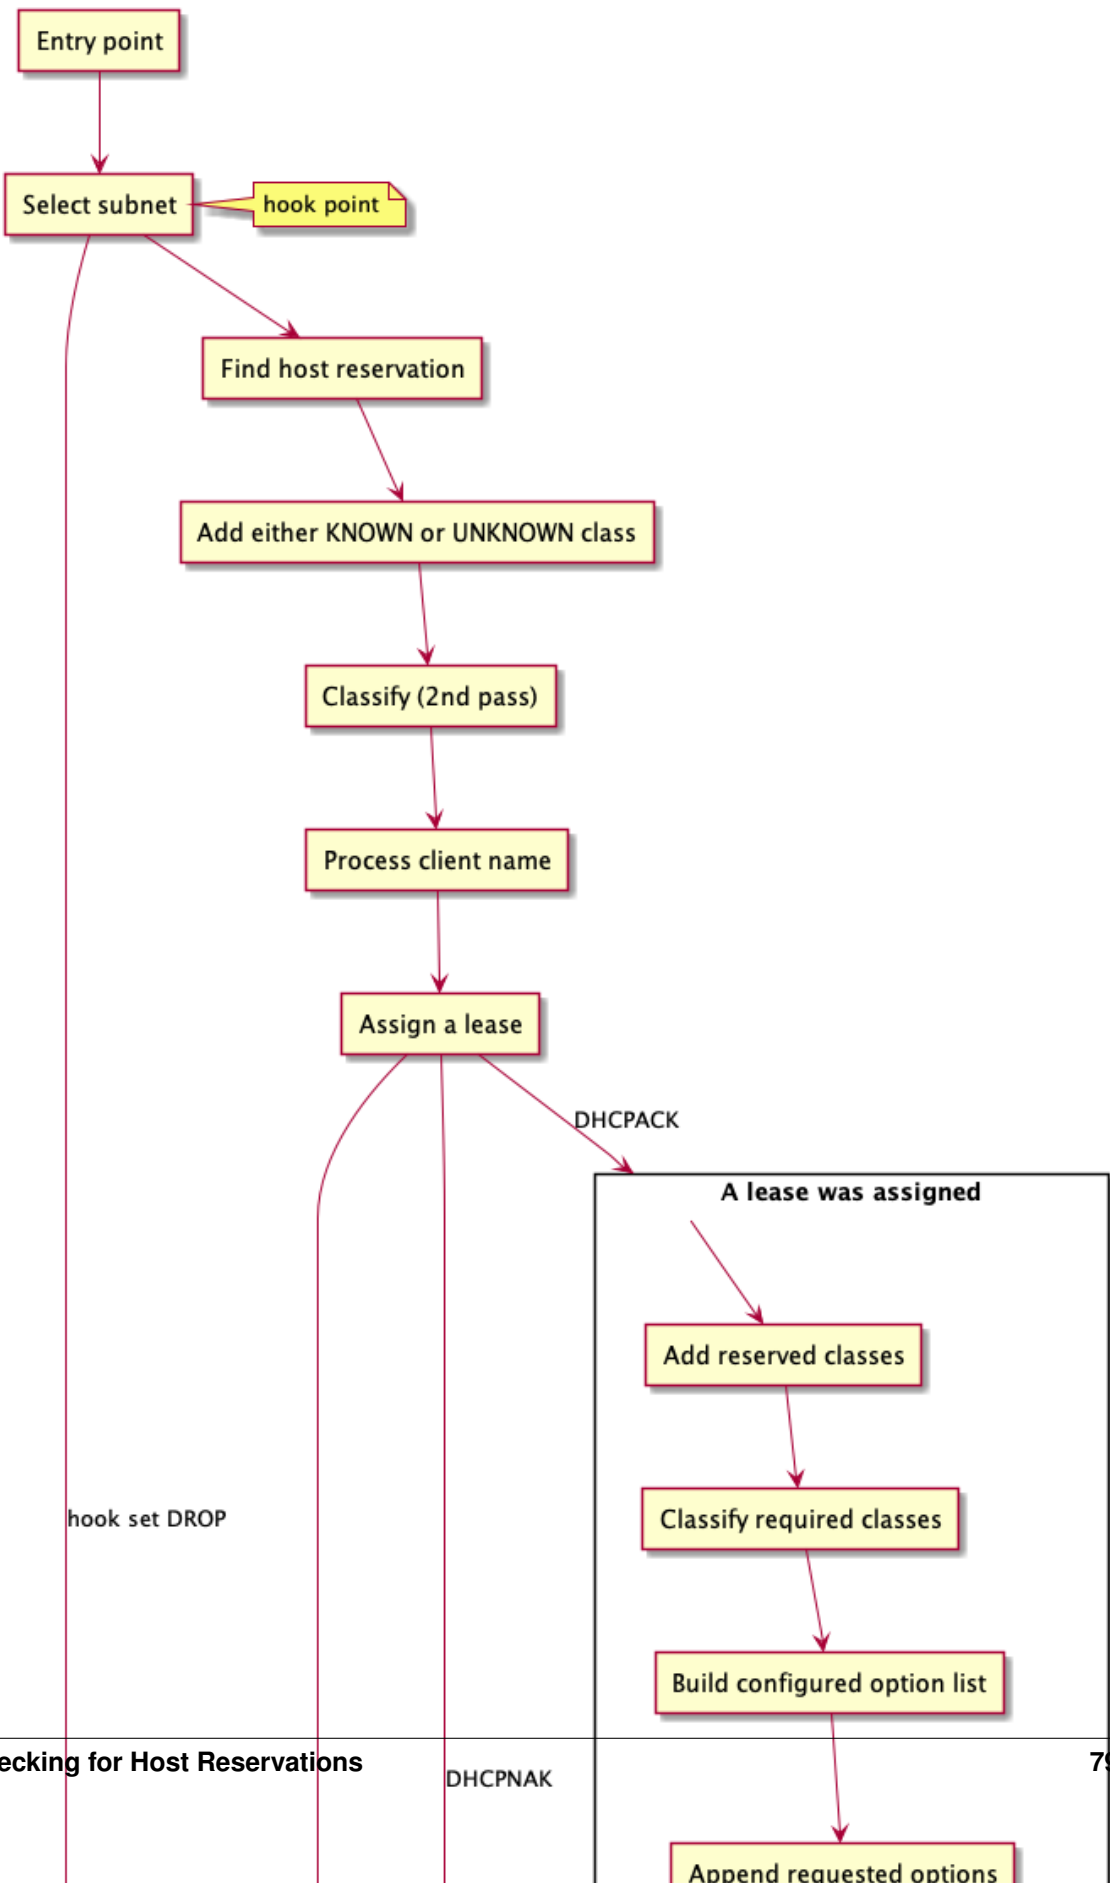 Entry point
Select subnet
hook point
Find host reservation
Add either KNOWN or UNKNOWN class
Classify (2nd pass)
Process client name
Assign a lease
DHCPACK
A lease was assigned
Add reserved classes
Classify required classes
hook set DROP
Build configured option list
ecking for Host Reservations
79
DHCPNAK
Append requested options